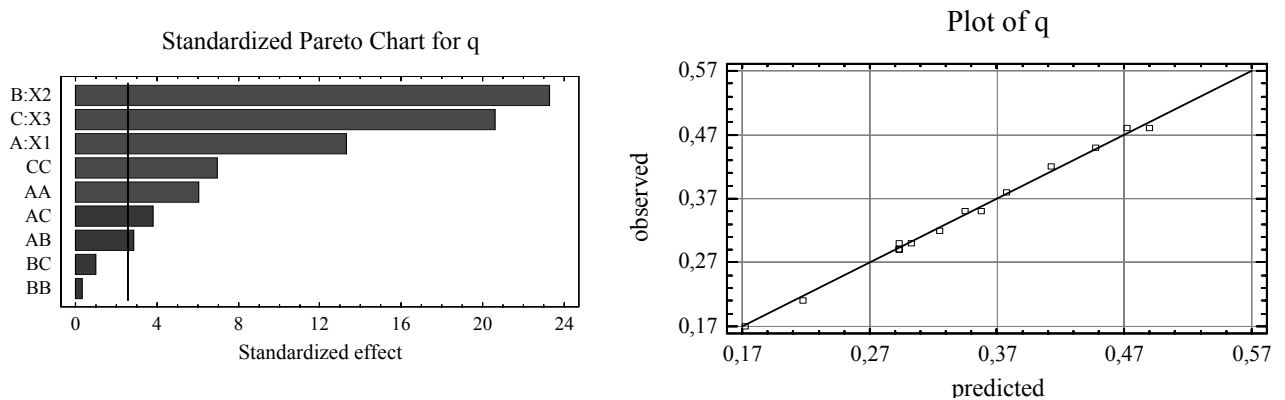 Standardized Pareto Chart for q
B:X2
C:X3
A:X1
CC
AA
AC
AB
BC
BB
0 4 8 12 16 20 24
Standardized effect
Plot of q
0,57
0,47
0,37
0,27
0,17
observed
0,17 0,27 0,37 0,47 0,57
predicted